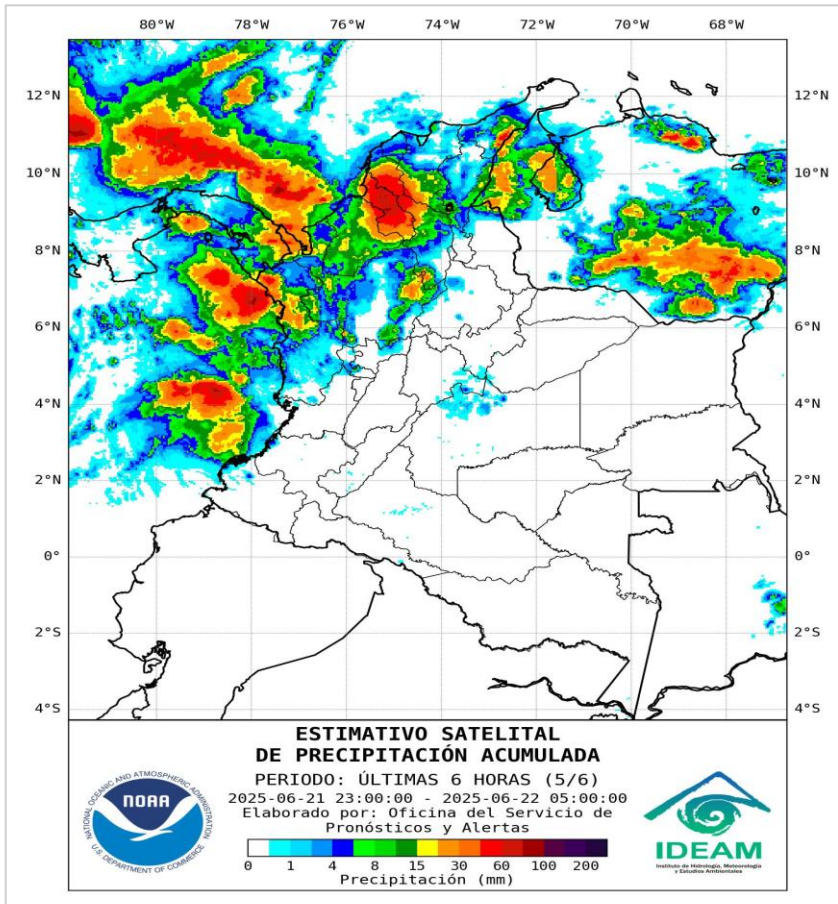 80°W 78°W 76°W 74°W 72°W 70°W 68°W
12°N 12°N
10°N 10°N
8°N 8°N
6°N 6°N
4°N 4°N
2°N 2°N
0° 0°
2°S 2°S
4°S 4°S
ESTIMATIVO SATELITAL
DE PRECIPITACIÓN ACUMULADA
PERIODO: ÚLTIMAS 6 HORAS (5/6)
2025-06-21 23:00:00 - 2025-06-22 05:00:00
Elaborado por: Oficina del Servicio de
Pronósticos y Alertas
0 1 4 8 15 30 60 100 200
Precipitación (mm)
NATIONAL OCEANIC AND ATMOSPHERIC ADMINISTRATION
NOAA
U.S. DEPARTMENT OF COMMERCE
IDEAM
Instituto de Hidrología, Meteorología
y Estudios Ambientales